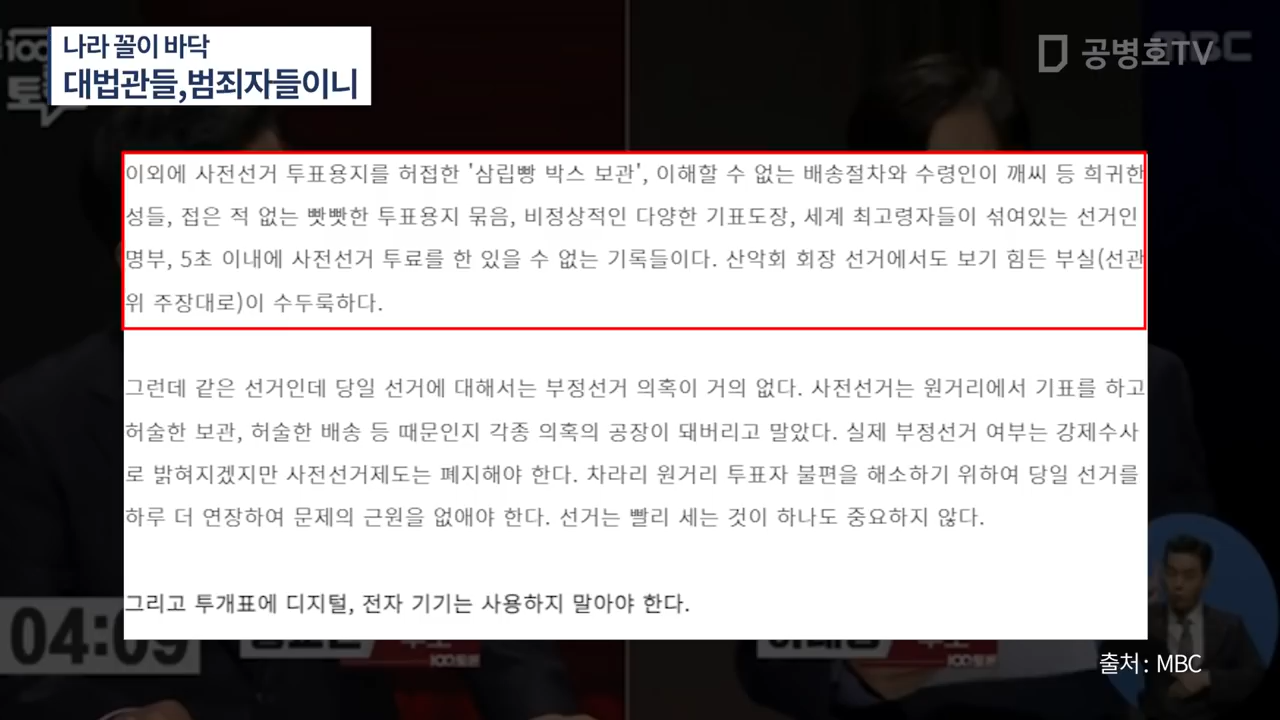 나라 꼴이 바닥
대법관들,범죄자들이니
공병호TV
MBC
이외에 사전선거 투표용지를 허접한 '삼립빵 박스 보관', 이해할 수 없는 배송절차와 수령인이 깨씨 등 희귀한
성들, 접은 적 없는 빳빳한 투표용지 묶음, 비정상적인 다양한 기표도장, 세계 최고령자들이 섞여있는 선거인
명부, 5초 이내에 사전선거 투료를 한 있을 수 없는 기록들이다. 산악회 회장 선거에서도 보기 힘든 부실(선관
위 주장대로)이 수두룩하다.
그런데 같은 선거인데 당일 선거에 대해서는 부정선거 의혹이 거의 없다. 사전선거는 원거리에서 기표를 하고
허술한 보관, 허술한 배송 등 때문인지 각종 의혹의 공장이 돼버리고 말았다. 실제 부정선거 여부는 강제수사
로 밝혀지겠지만 사전선거제도는 폐지해야 한다. 차라리 원거리 투표자 불편을 해소하기 위하여 당일 선거를
하루 더 연장하여 문제의 근원을 없애야 한다. 선거는 빨리 세는 것이 하나도 중요하지 않다.
그리고 투개표에 디지털, 전자 기기는 사용하지 말아야 한다.
04:09
출처: MBC